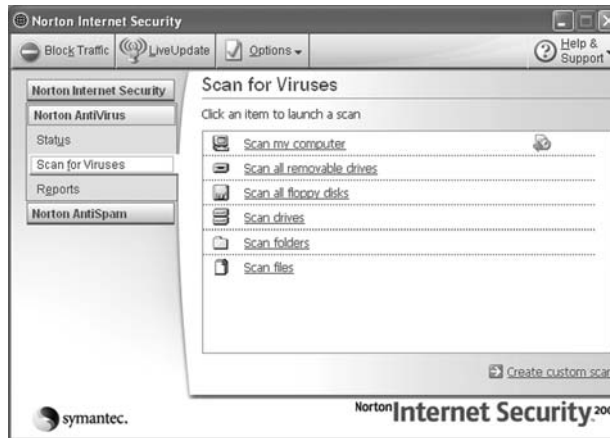 Norton Internet Security
Block Traffic LiveUpdate Options Help & Support
Norton Internet Security
Norton AntiVirus
Status
Scan for Viruses
Reports
Norton AntiSpam
Scan for Viruses
Click an item to launch a scan
Scan my computer
Scan all removable drives
Scan all floppy disks
Scan drives
Scan folders
Scan files
Create custom scan
symantec.
Norton Internet Security